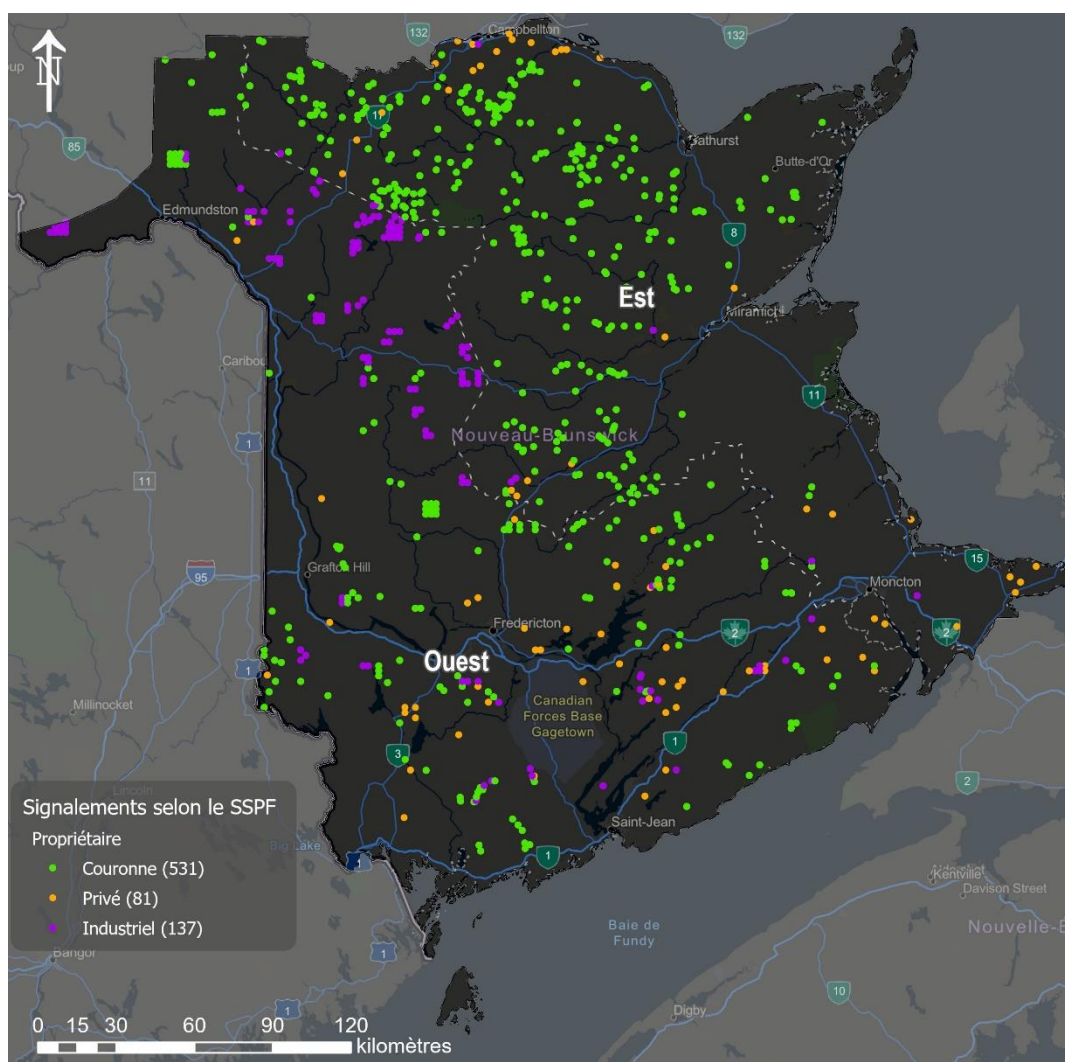 N
132
Campbellton
132
11
85
Bathurst
Butte-d'Or
Edmundston
8
Est
Miramichi
Caribou
11
1
Nouveau-Brunswick
11
95
Grafton Hill
15
Moncton
Fredericton
2
2
Ouest
1
Canadian
Forces Base
Gagetown
Millinocket
1
3
2
Signalements selon le SSPF
Propriétaire
Couronne (531)
Privé (81)
Industriel (137)
Lincoln
Big Lake
Saint-Jean
1
1
Kentville
Davison Street
Baie de
Fundy
Bangor
1
1
10
Digby
0 15 30 60 90 120
kilomètres